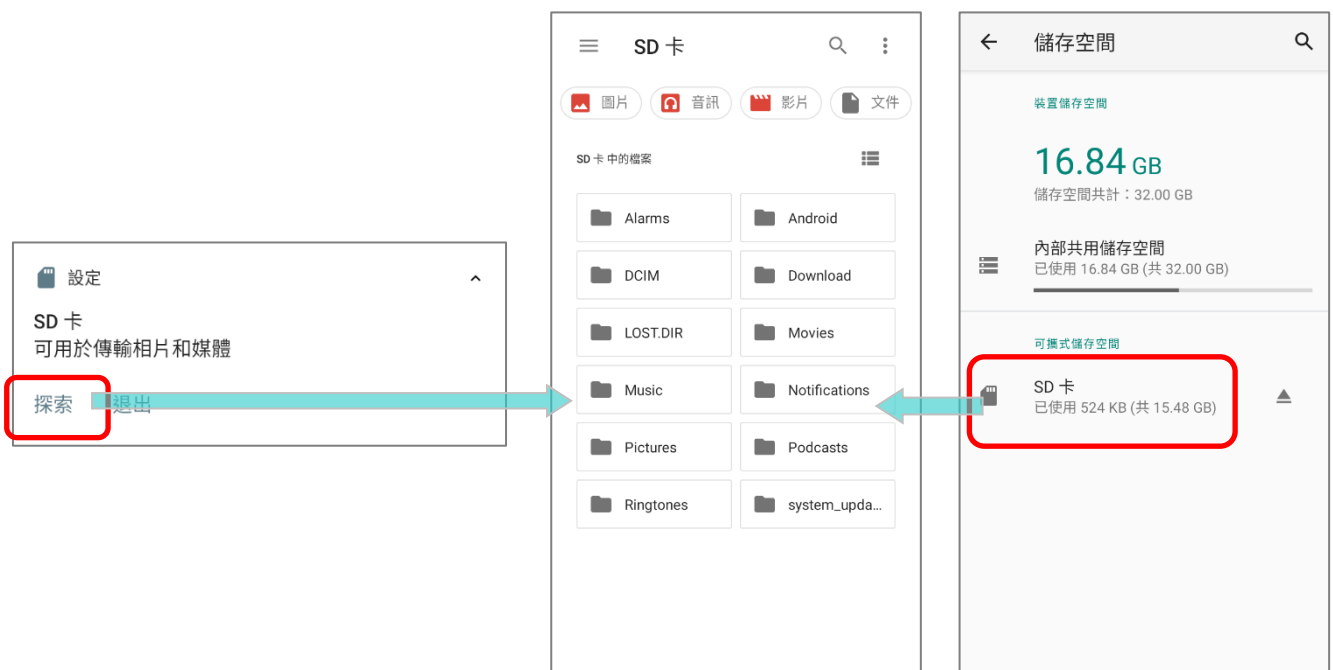 設定
SD 卡
可用於傳輸相片和媒體
探索 退出
SD 卡
圖片 音訊 影片 文件
SD 卡 中的檔案
Alarms Android
DCIM Download
LOST.DIR Movies
Music Notifications
Pictures Podcasts
Ringtones system_upda...
儲存空間
裝置儲存空間
16.84 GB
儲存空間共計：32.00 GB
內部共用儲存空間
已使用 16.84 GB (共 32.00 GB)
可攜式儲存空間
SD 卡
已使用 524 KB (共 15.48 GB)